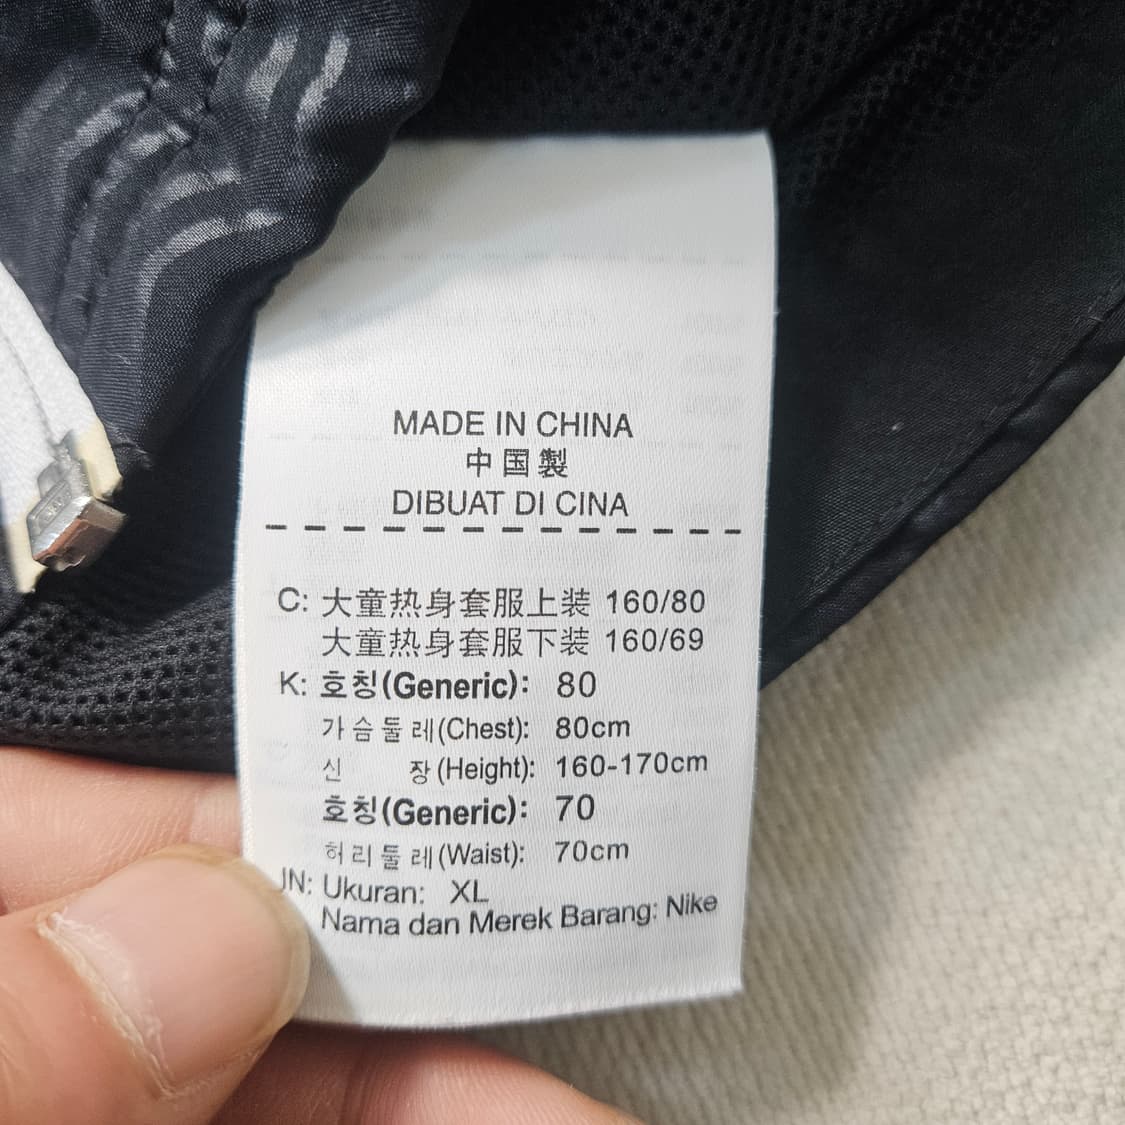 MADE IN CHINA
中国製
DIBUAT DI CINA
C: 大童热身套服上装 160/80
大童热身套服下装 160/69
K: 호칭(Generic): 80
가슴둘레(Chest): 80cm
신 장(Height): 160-170cm
호칭(Generic): 70
허리둘레(Waist): 70cm
IN: Ukuran: XL
Nama dan Merek Barang: Nike